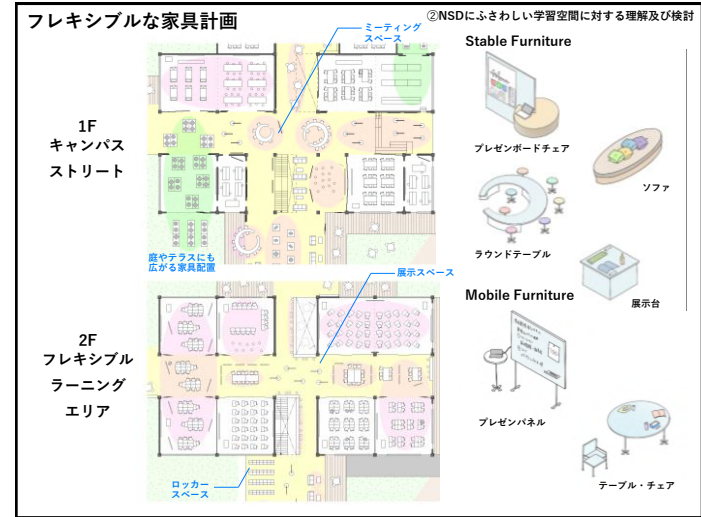 フレキシブルな家具計画
②NSDにふさわしい学習空間に対する理解及び検討
ミーティング
スペース
1F
キャンパス
ストリート
庭やテラスにも
広がる家具配置
Stable Furniture
プレゼンボードチェア
ソファ
ラウンドテーブル
展示台
展示スペース
2F
フレキシブル
ラーニング
エリア
ロッカー
スペース
Mobile Furniture
プレゼンパネル
テーブル・チェア